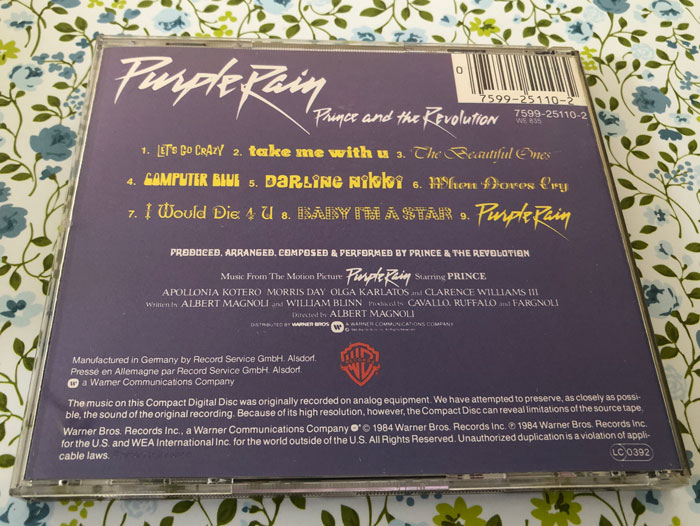 Purple Rain
Prince and the Revolution
0
7599-25110-2
7599-25110-2
WE 835
1. LET'S GO CRAZY 2. take me with u 3. The Beautiful Ones
4. COMPUTER BLUE 5. DARLING NIKKI 6. When Doves Cry
7. I Would Die 4 U 8. BABY I'M A STAR 9. Purple Rain
PRODUCED, ARRANGED, COMPOSED & PERFORMED BY PRINCE & THE REVOLUTION
Music From The Motion Picture Purple Rain Starring PRINCE
APOLLONIA KOTERO MORRIS DAY OLGA KARLATOS and CLARENCE WILLIAMS III
Written by ALBERT MAGNOLI and WILLIAM BLINN Produced by CAVALLO, RUFFALO and FARGNOLI
Directed by ALBERT MAGNOLI
DISTRIBUTED BY WARNER BROS. A WARNER COMMUNICATIONS COMPANY
Manufactured in Germany by Record Service GmbH. Alsdorf.
Pressé en Allemagne par Record Service GmbH. Alsdorf.
a Warner Communications Company
The music on this Compact Digital Disc was originally recorded on analog equipment. We have attempted to preserve, as closely as possi-
ble, the sound of the original recording. Because of its high resolution, however, the Compact Disc can reveal limitations of the source tape.
Warner Bros. Records Inc., a Warner Communications Company © 1984 Warner Bros. Records Inc. ℗ 1984 Warner Bros. Records Inc.
for the U.S. and WEA International Inc. for the world outside of the U.S. All Rights Reserved. Unauthorized duplication is a violation of appli-
cable laws.
LC 0392